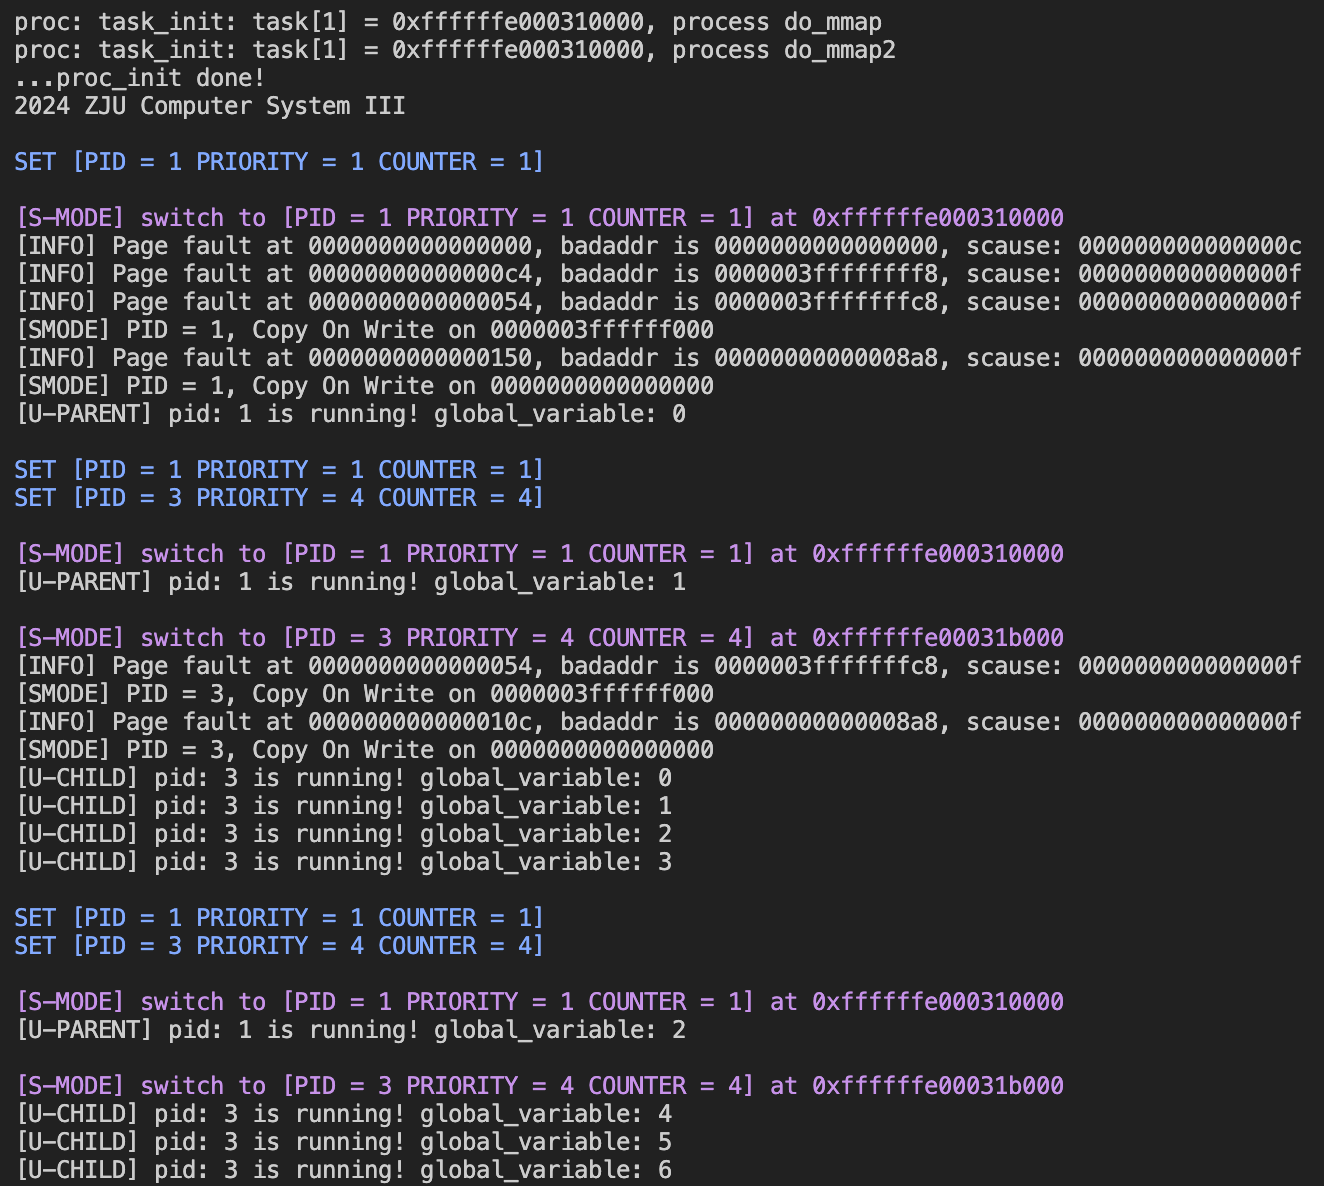 proc: task_init: task[1] = 0xffffffe000310000, process do_mmap
proc: task_init: task[1] = 0xffffffe000310000, process do_mmap2
...proc_init done!
2024 ZJU Computer System III
SET [PID = 1 PRIORITY = 1 COUNTER = 1]
[S-MODE] switch to [PID = 1 PRIORITY = 1 COUNTER = 1] at 0xffffffe000310000
[INFO] Page fault at 0000000000000000, badaddr is 0000000000000000, scause: 000000000000000c
[INFO] Page fault at 00000000000000c4, badaddr is 0000003ffffffff8, scause: 000000000000000f
[INFO] Page fault at 0000000000000054, badaddr is 0000003fffffffc8, scause: 000000000000000f
[SMODE] PID = 1, Copy On Write on 0000003ffffff000
[INFO] Page fault at 0000000000000150, badaddr is 00000000000008a8, scause: 000000000000000f
[SMODE] PID = 1, Copy On Write on 0000000000000000
[U-PARENT] pid: 1 is running! global_variable: 0
SET [PID = 1 PRIORITY = 1 COUNTER = 1]
SET [PID = 3 PRIORITY = 4 COUNTER = 4]
[S-MODE] switch to [PID = 1 PRIORITY = 1 COUNTER = 1] at 0xffffffe000310000
[U-PARENT] pid: 1 is running! global_variable: 1
[S-MODE] switch to [PID = 3 PRIORITY = 4 COUNTER = 4] at 0xffffffe00031b000
[INFO] Page fault at 0000000000000054, badaddr is 0000003fffffffc8, scause: 000000000000000f
[SMODE] PID = 3, Copy On Write on 0000003ffffff000
[INFO] Page fault at 000000000000010c, badaddr is 00000000000008a8, scause: 000000000000000f
[SMODE] PID = 3, Copy On Write on 0000000000000000
[U-CHILD] pid: 3 is running! global_variable: 0
[U-CHILD] pid: 3 is running! global_variable: 1
[U-CHILD] pid: 3 is running! global_variable: 2
[U-CHILD] pid: 3 is running! global_variable: 3
SET [PID = 1 PRIORITY = 1 COUNTER = 1]
SET [PID = 3 PRIORITY = 4 COUNTER = 4]
[S-MODE] switch to [PID = 1 PRIORITY = 1 COUNTER = 1] at 0xffffffe000310000
[U-PARENT] pid: 1 is running! global_variable: 2
[S-MODE] switch to [PID = 3 PRIORITY = 4 COUNTER = 4] at 0xffffffe00031b000
[U-CHILD] pid: 3 is running! global_variable: 4
[U-CHILD] pid: 3 is running! global_variable: 5
[U-CHILD] pid: 3 is running! global_variable: 6